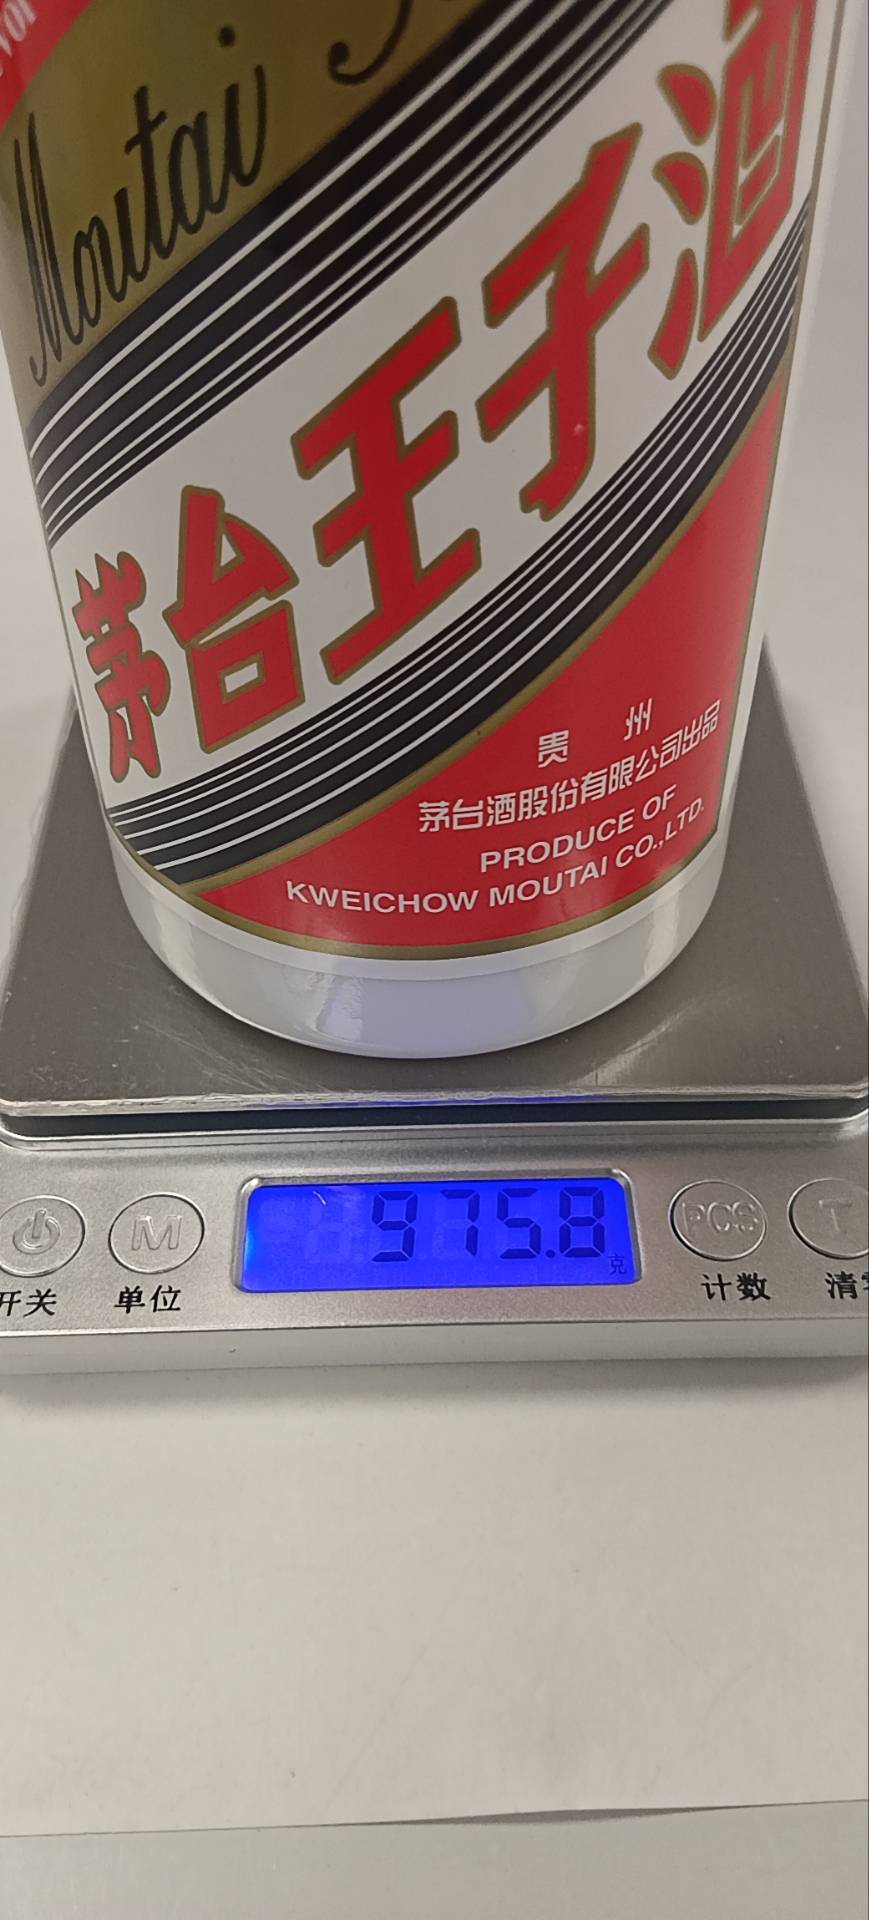 Moutai
茅台王子酒
贵州
茅台酒股份有限公司出品
PRODUCE OF
KWEICHOW MOUTAI CO.,LTD.
975.8
克
M PCS T
开关 单位 计数